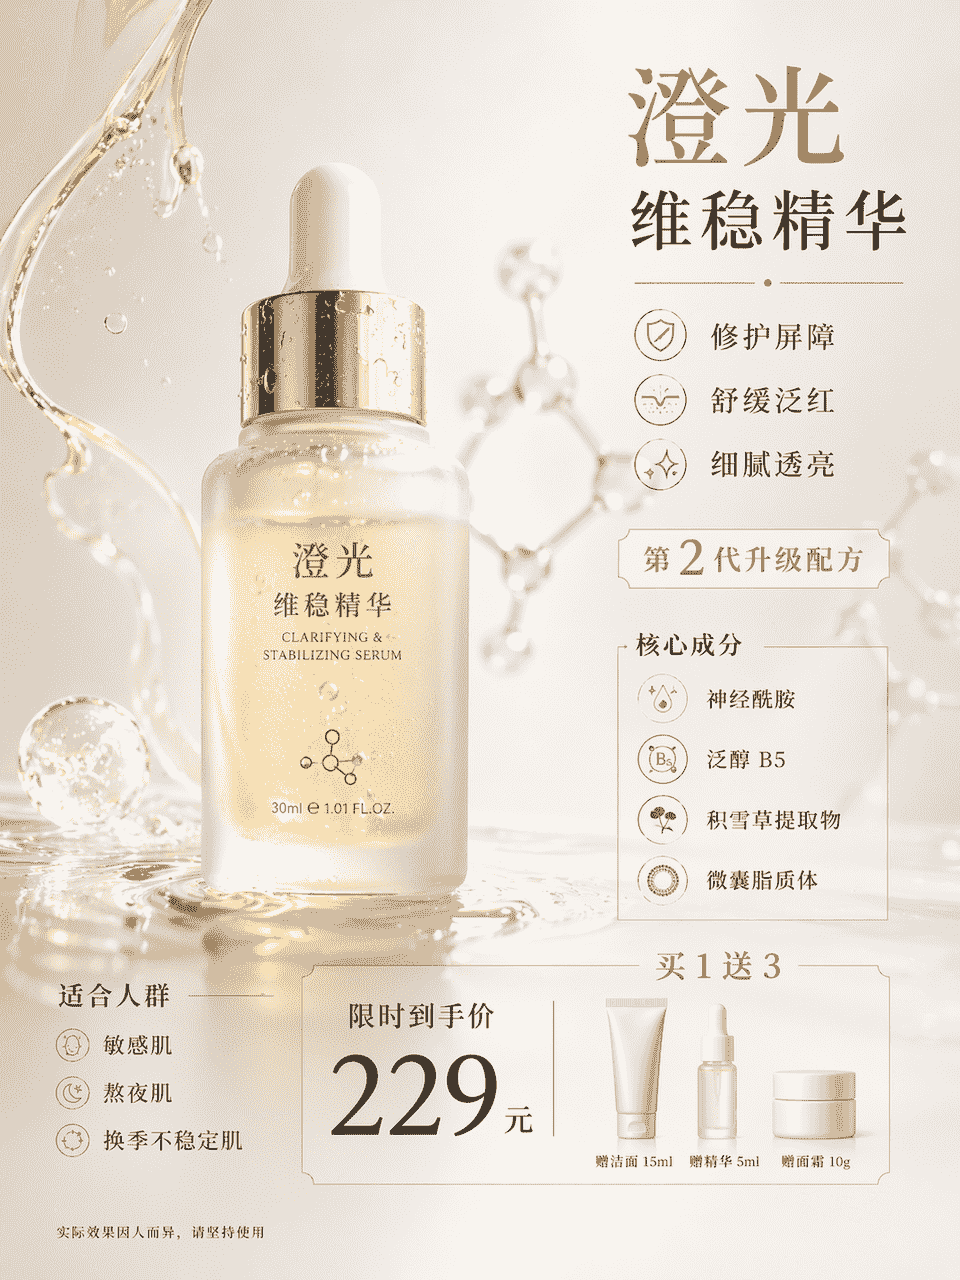 澄光
维稳精华
修护屏障
舒缓泛红
细腻透亮
第2代升级配方
核心成分
神经酰胺
B5
泛醇 B5
积雪草提取物
微囊脂质体
澄光
维稳精华
CLARIFYING &
STABILIZING SERUM
30ml ℮ 1.01 FL.OZ.
适合人群
敏感肌
熬夜肌
换季不稳定肌
限时到手价
229元
买1送3
赠洁面 15ml
赠精华 5ml
赠面霜 10g
实际效果因人而异，请坚持使用